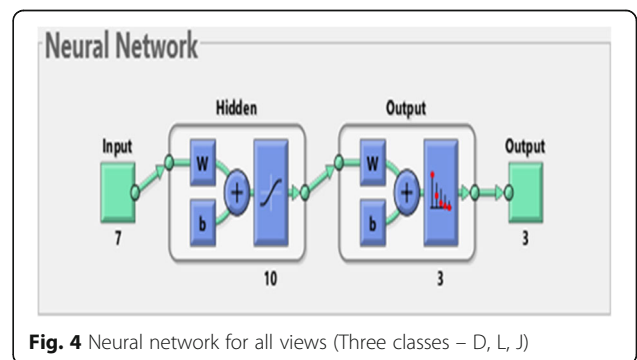 Neural Network
Hidden
Output
Input
Output
W
W
+
+
b
b
7
3
10
3
Fig. 4 Neural network for all views (Three classes – D, L, J)